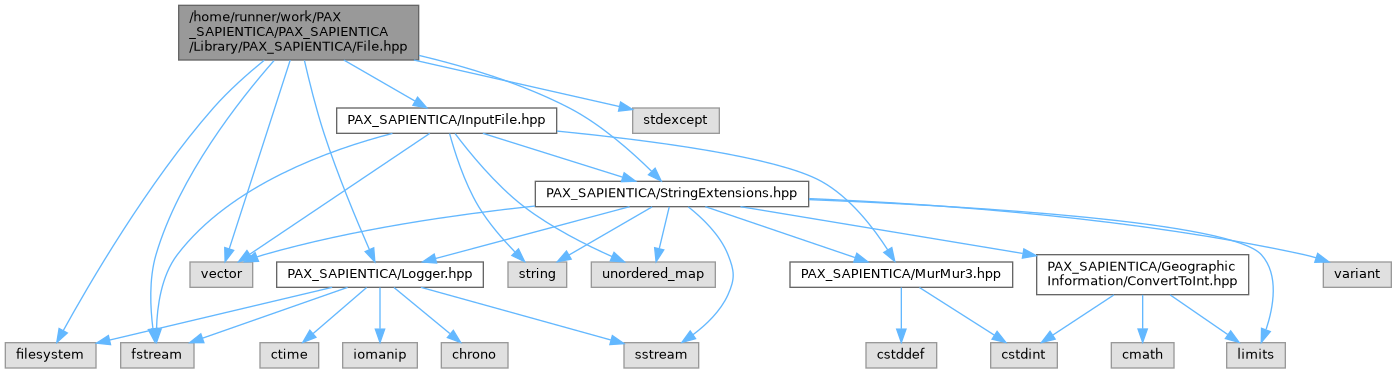 /home/runner/work/PAX
_SAPIENTICA/PAX_SAPIENTICA
/Library/PAX_SAPIENTICA/File.hpp
PAX_SAPIENTICA/InputFile.hpp
stdexcept
PAX_SAPIENTICA/StringExtensions.hpp
vector
PAX_SAPIENTICA/Logger.hpp
string
unordered_map
PAX_SAPIENTICA/MurMur3.hpp
PAX_SAPIENTICA/Geographic
Information/ConvertToInt.hpp
variant
filesystem
fstream
ctime
iomanip
chrono
sstream
cstddef
cstdint
cmath
limits